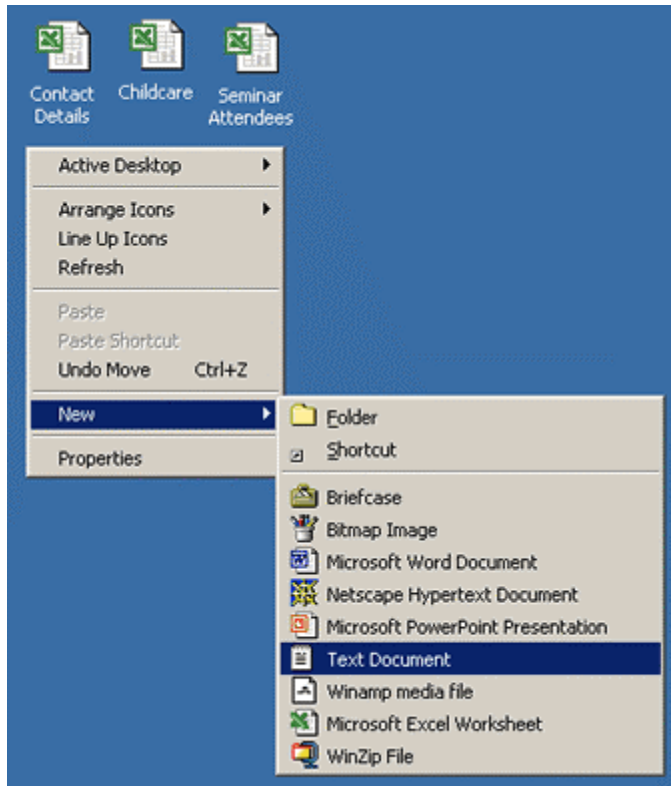 Contact Details
Childcare
Seminar Attendees
Active Desktop
Arrange Icons
Line Up Icons
Refresh
Paste
Paste Shortcut
Undo Move Ctrl+Z
New
Properties
Folder
Shortcut
Briefcase
Bitmap Image
Microsoft Word Document
Netscape Hypertext Document
Microsoft PowerPoint Presentation
Text Document
Winamp media file
Microsoft Excel Worksheet
WinZip File